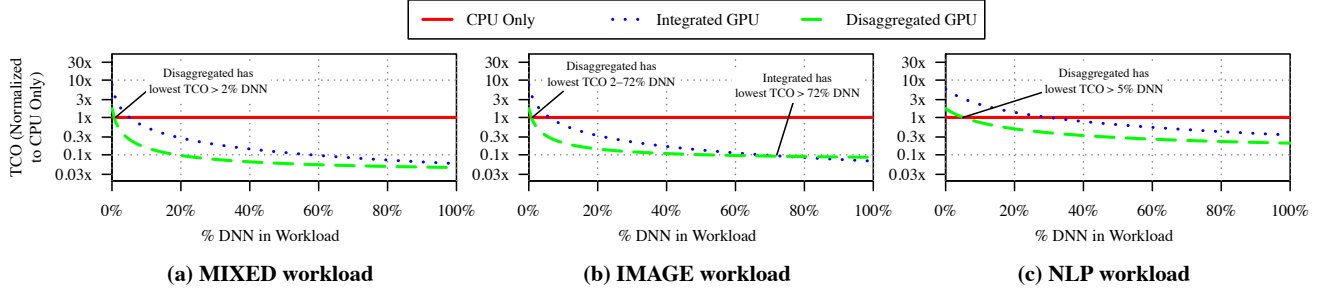 CPU Only Integrated GPU Disaggregated GPU
TCO (Normalized
to CPU Only)
30x
10x
3x
1x
0.3x
0.1x
0.03x
Disaggregated has
lowest TCO > 2% DNN
0% 20% 40% 60% 80% 100%
% DNN in Workload
(a) MIXED workload
30x
10x
3x
1x
0.3x
0.1x
0.03x
Disaggregated has
lowest TCO 2–72% DNN
Integrated has
lowest TCO > 72% DNN
0% 20% 40% 60% 80% 100%
% DNN in Workload
(b) IMAGE workload
30x
10x
3x
1x
0.3x
0.1x
0.03x
Disaggregated has
lowest TCO > 5% DNN
0% 20% 40% 60% 80% 100%
% DNN in Workload
(c) NLP workload